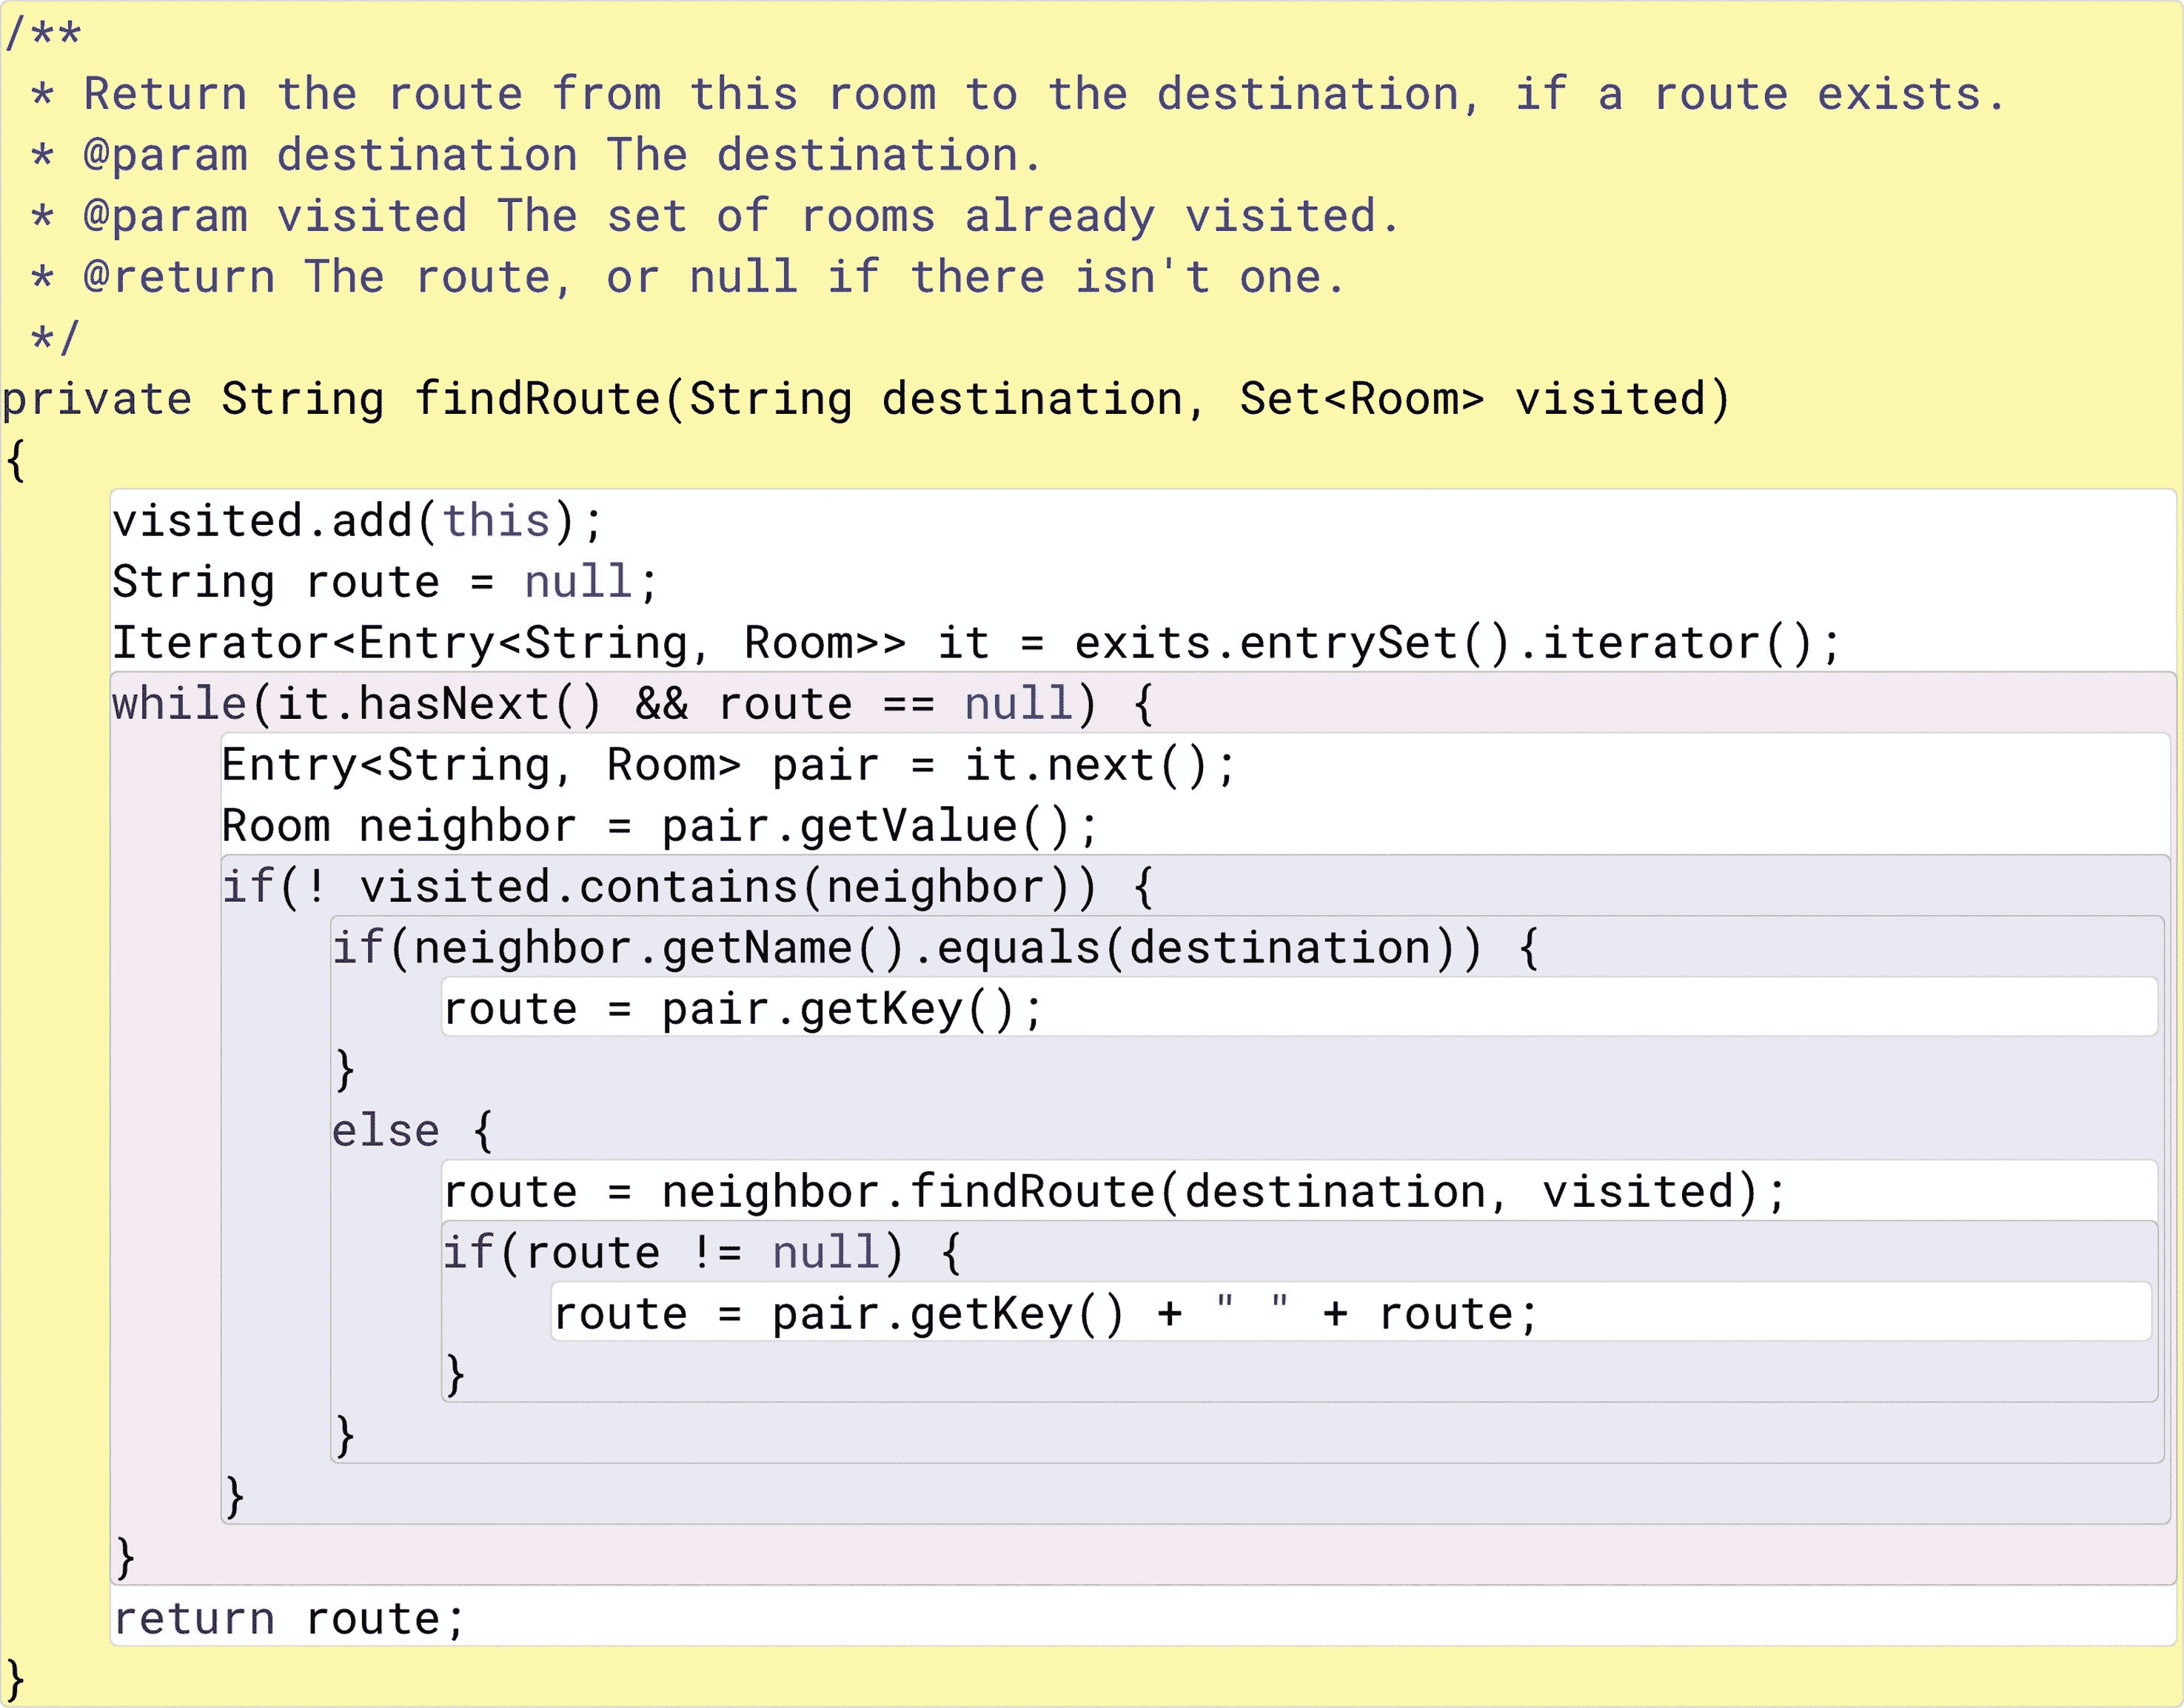 /**
 * Return the route from this room to the destination, if a route exists.
 * @param destination The destination.
 * @param visited The set of rooms already visited.
 * @return The route, or null if there isn't one.
 */
private String findRoute(String destination, Set<Room> visited)
{
    visited.add(this);
    String route = null;
    Iterator<Entry<String, Room>> it = exits.entrySet().iterator();
    while(it.hasNext() && route == null) {
        Entry<String, Room> pair = it.next();
        Room neighbor = pair.getValue();
        if(! visited.contains(neighbor)) {
            if(neighbor.getName().equals(destination)) {
                route = pair.getKey();
            }
            else {
                route = neighbor.findRoute(destination, visited);
                if(route != null) {
                    route = pair.getKey() + " " + route;
                }
            }
        }
    }
    return route;
}